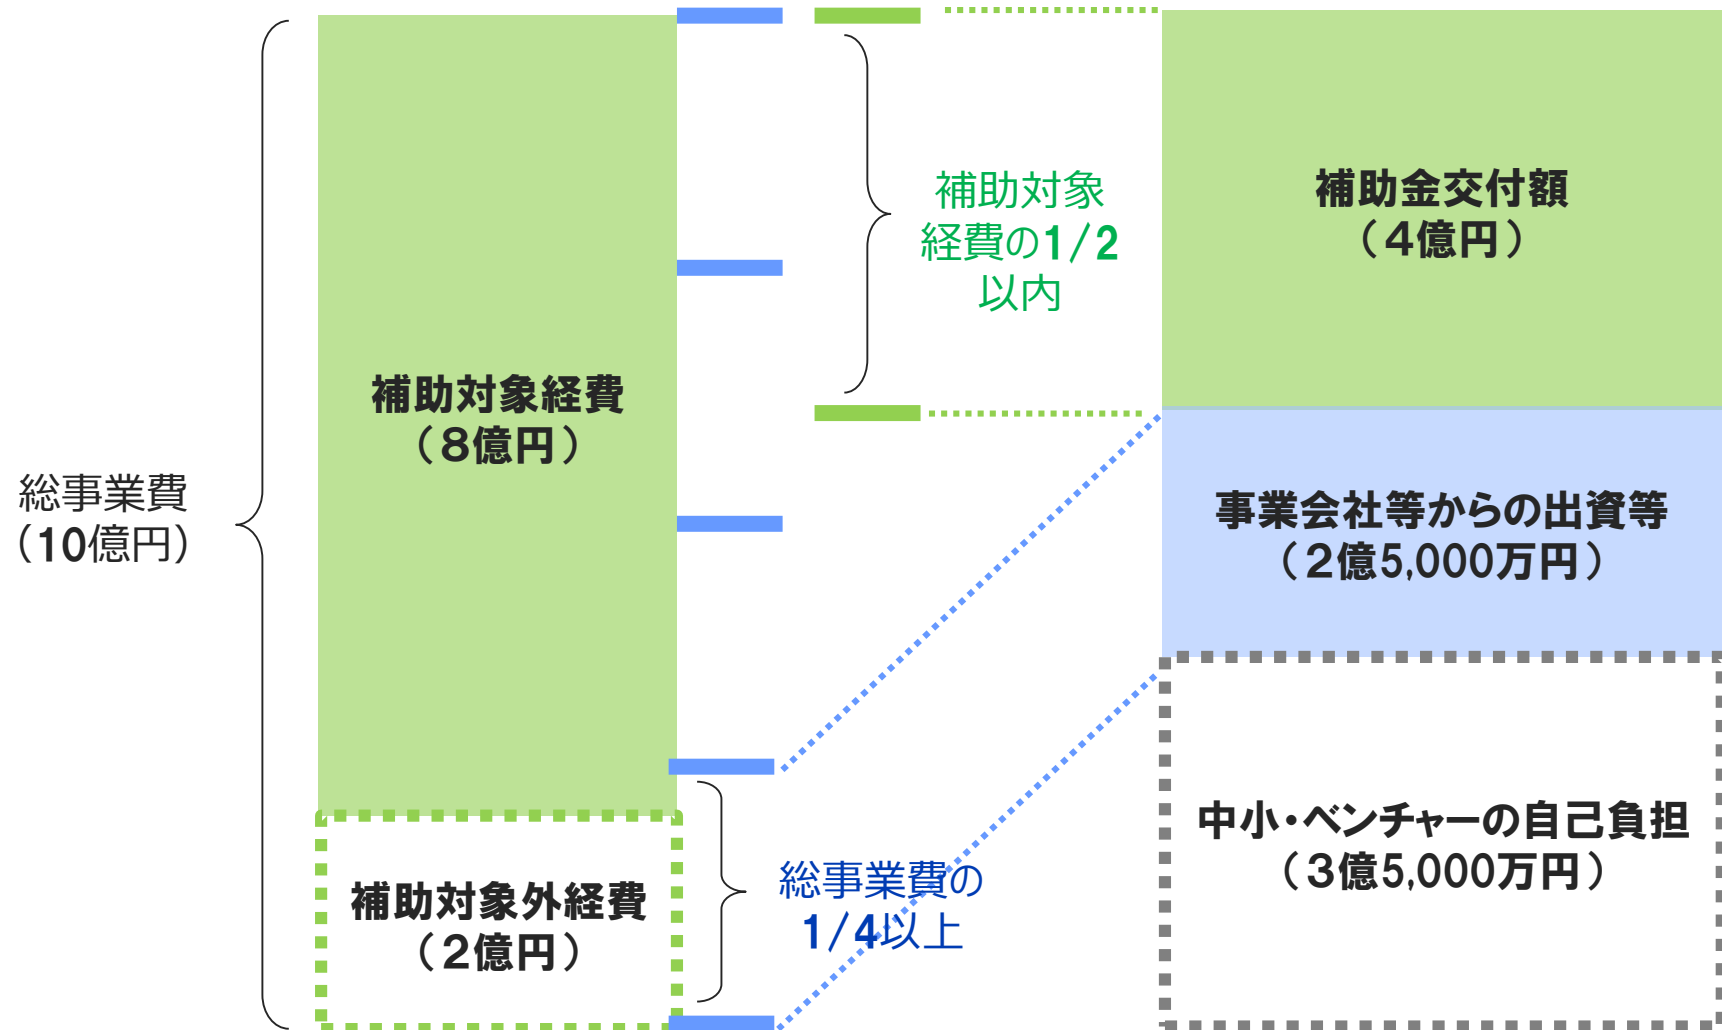 総事業費
（10億円）
補助対象経費
（８億円）
補助対象外経費
（２億円）
補助対象
経費の1/2
以内
総事業費の
1/4以上
補助金交付額
（４億円）
事業会社等からの出資等
（２億5,000万円）
中小・ベンチャーの自己負担
（３億5,000万円）